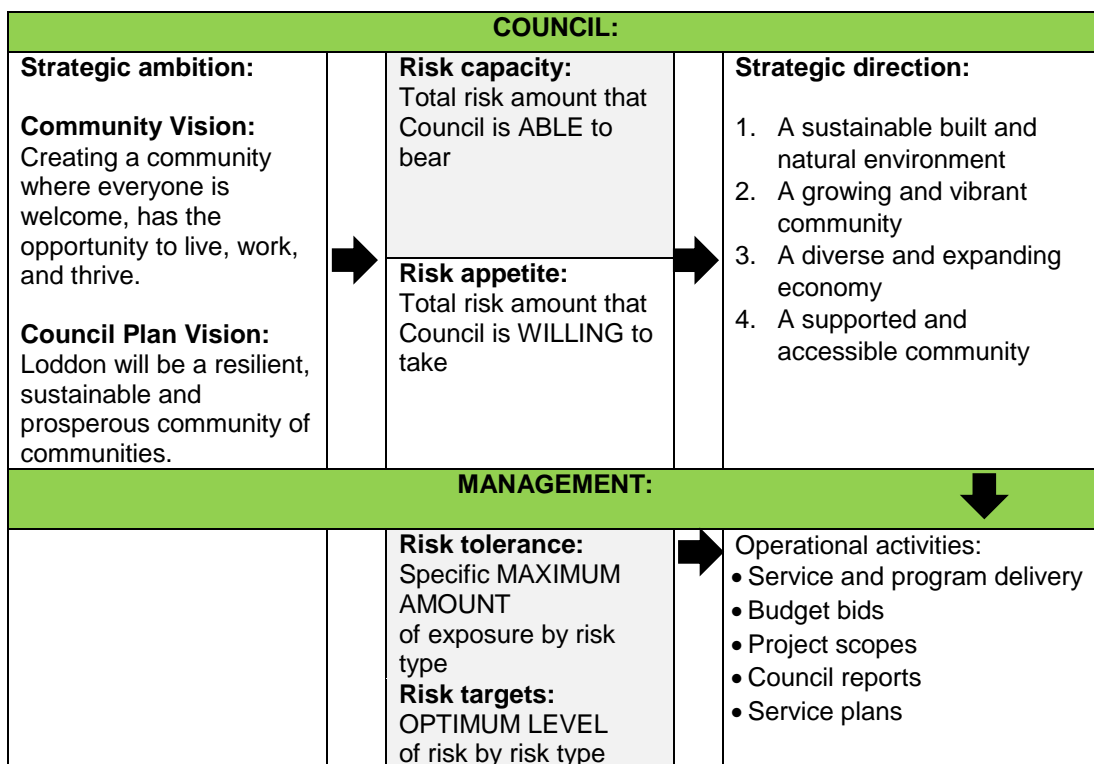 COUNCIL:
Strategic ambition:
Community Vision:
Creating a community
where everyone is
welcome, has the
opportunity to live, work,
and thrive.
Council Plan Vision:
Loddon will be a resilient,
sustainable and
prosperous community of
communities.
Risk capacity:
Total risk amount that
Council is ABLE to
bear
Risk appetite:
Total risk amount that
Council is WILLING to
take
Strategic direction:
1. A sustainable built and
natural environment
2. A growing and vibrant
community
3. A diverse and expanding
economy
4. A supported and
accessible community
MANAGEMENT:
Risk tolerance:
Specific MAXIMUM
AMOUNT
of exposure by risk
type
Risk targets:
OPTIMUM LEVEL
of risk by risk type
Operational activities:
• Service and program delivery
• Budget bids
• Project scopes
• Council reports
• Service plans